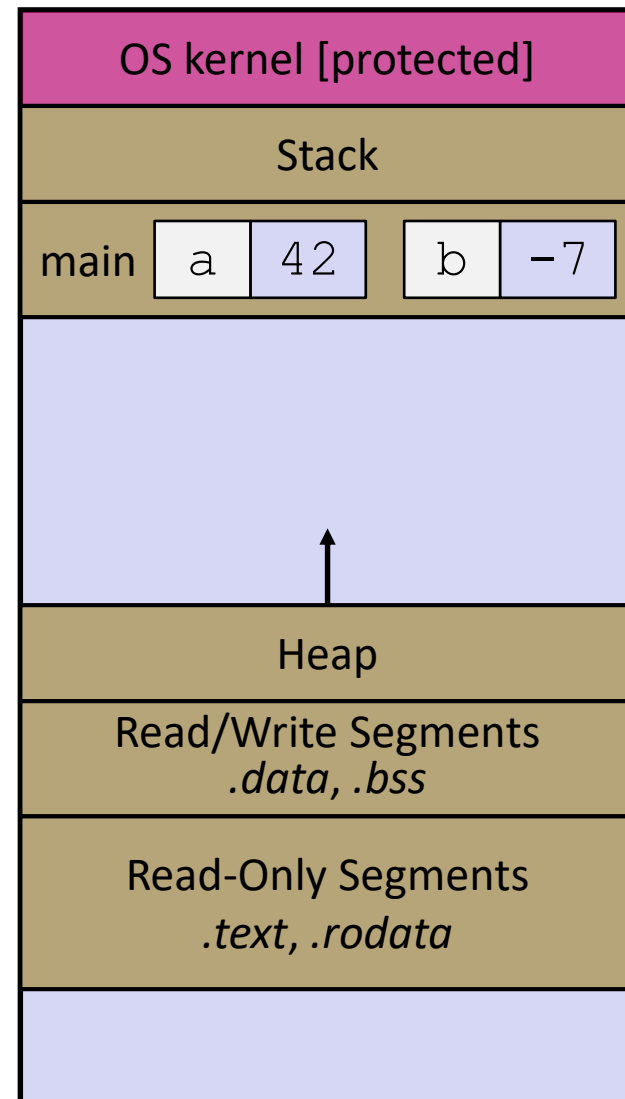 OS kernel [protected]
Stack
main a 42 b -7
Heap
Read/Write Segments
.data, .bss
Read-Only Segments
.text, .rodata